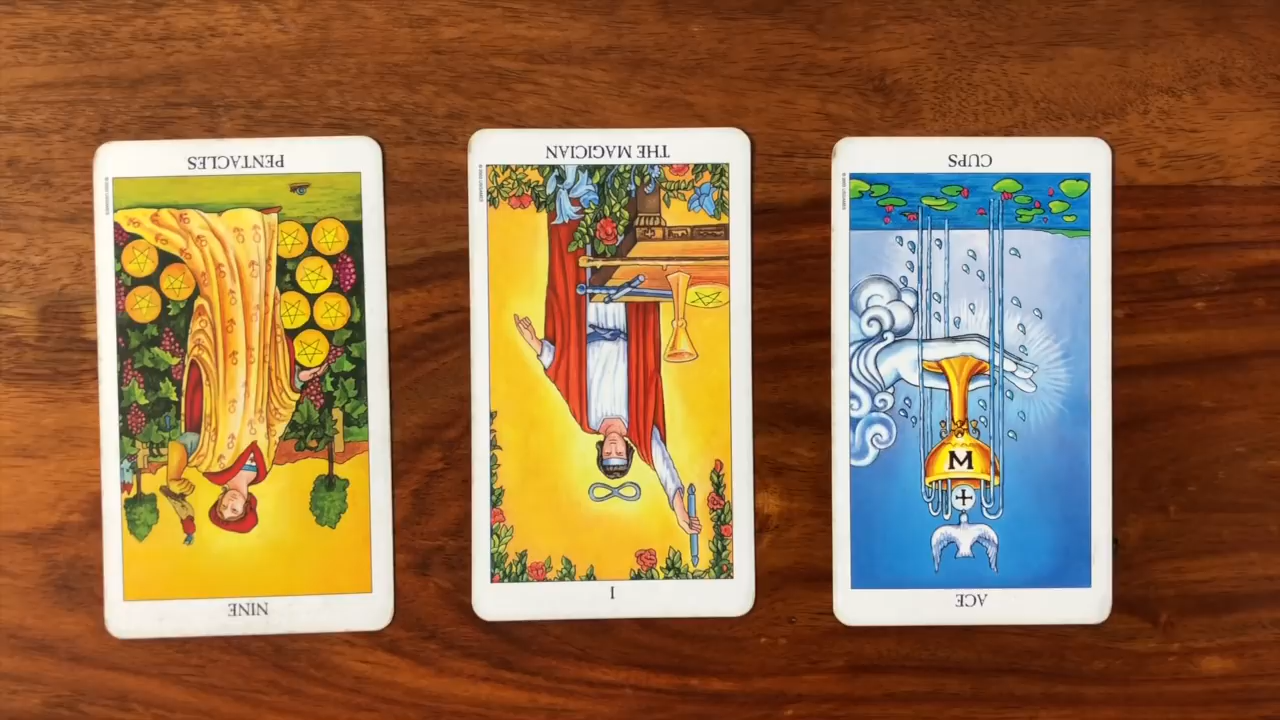 PENTACLES
NINE
THE MAGICIAN
I
CUPS
M
ACE